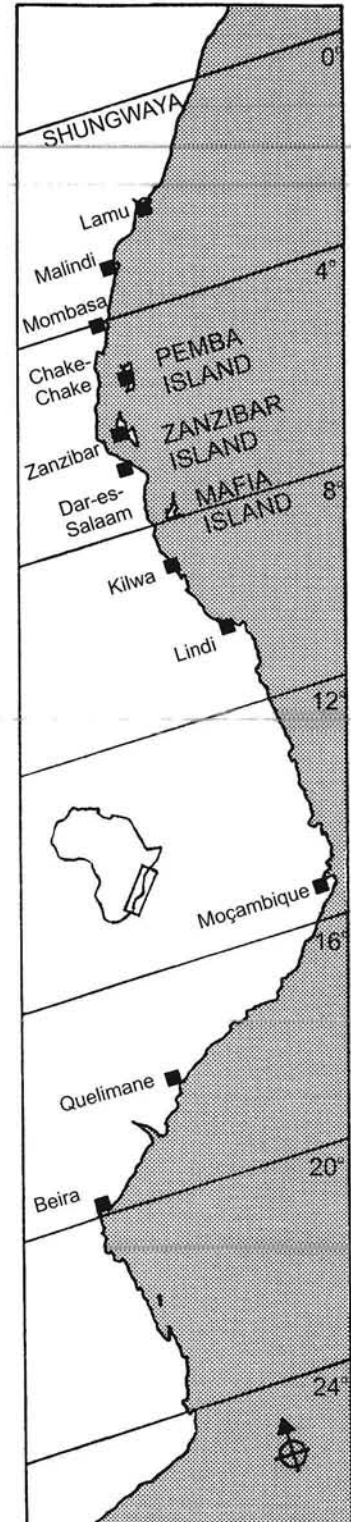 0°
SHUNGWAYA
Lamu
Malindi
4°
Mombasa
Chake-
Chake
PEMBA
ISLAND
Zanzibar
ZANZIBAR
ISLAND
Dar-es-
Salaam
MAFIA
ISLAND
8°
Kilwa
Lindi
12°
Moçambique
16°
Quelimane
20°
Beira
24°